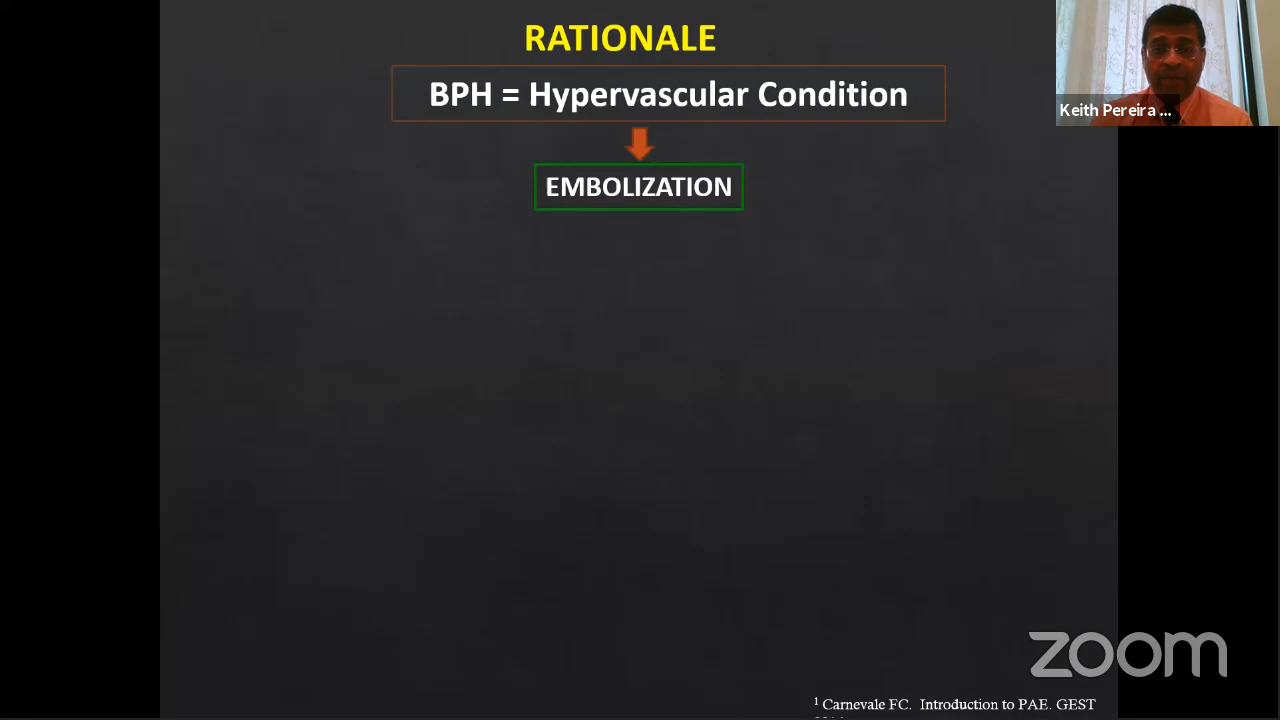 RATIONALE
BPH = Hypervascular Condition
Keith Pereira ...
EMBOLIZATION
zoom
¹ Carnevale FC. Introduction to PAE. GEST